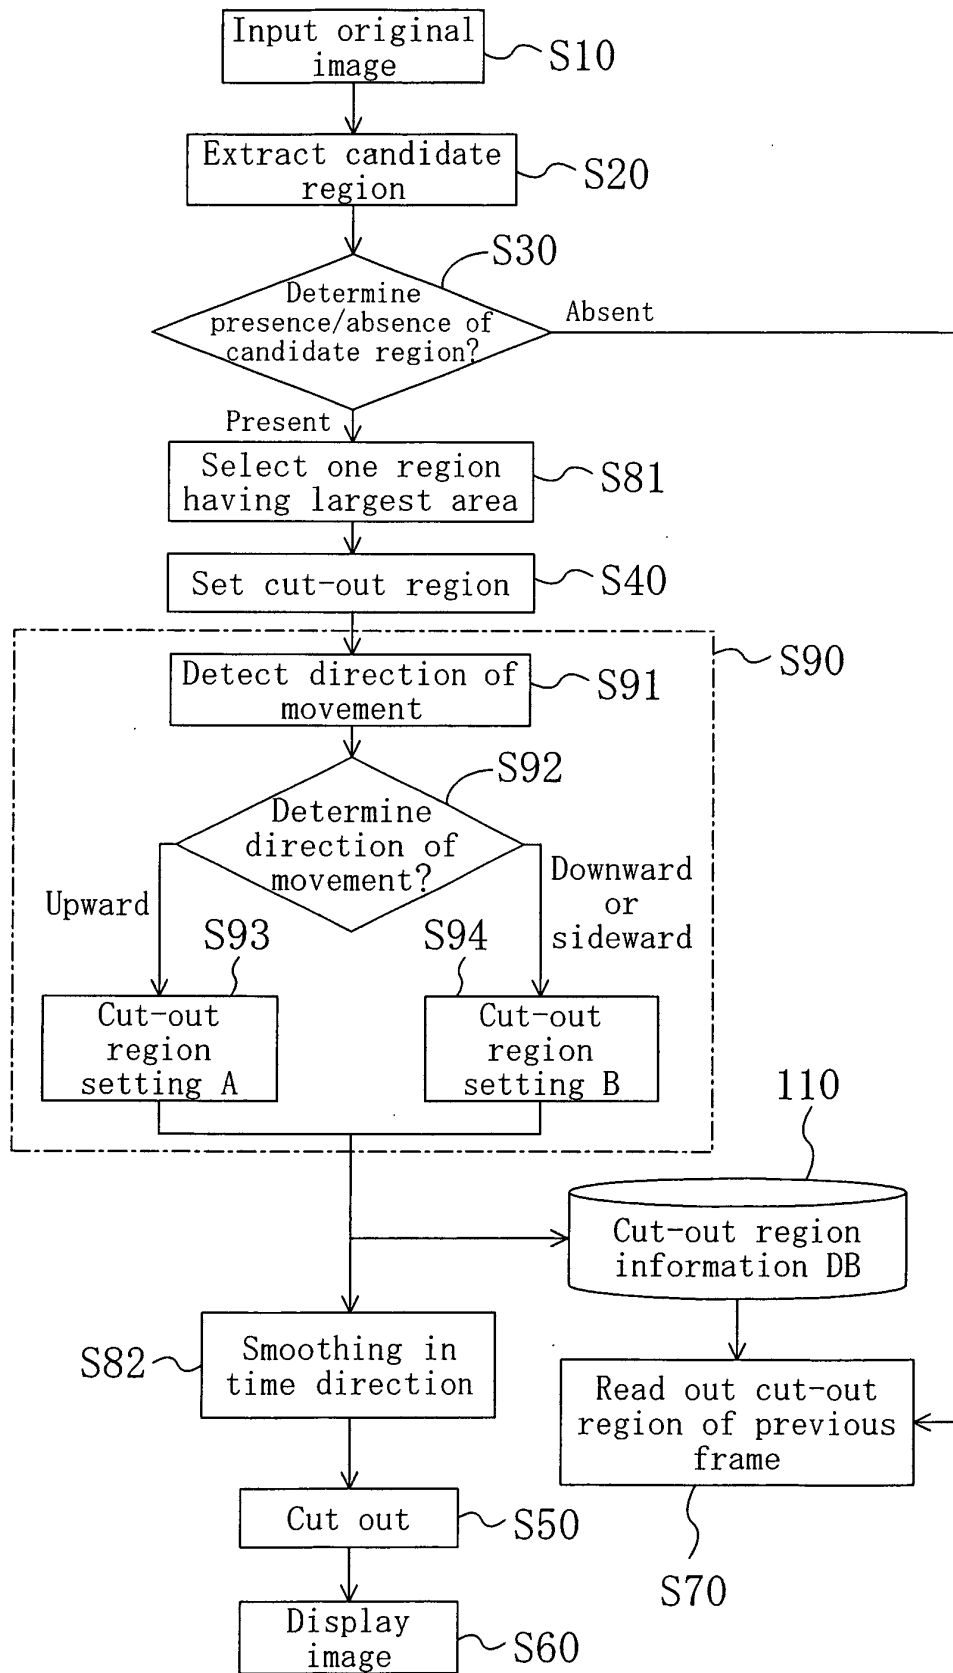 Input original
image
S10
Extract candidate
region
S20
S30
Determine
presence/absence of
candidate region?
Absent
Present
Select one region
having largest area
S81
Set cut-out region
S40
S90
Detect direction of
movement
S91
S92
Determine
direction of
movement?
Upward
Downward
or
sideward
S93
S94
Cut-out
region
setting A
Cut-out
region
setting B
110
Cut-out region
information DB
S82
Smoothing in
time direction
Read out cut-out
region of previous
frame
Cut out
S50
S70
Display
image
S60